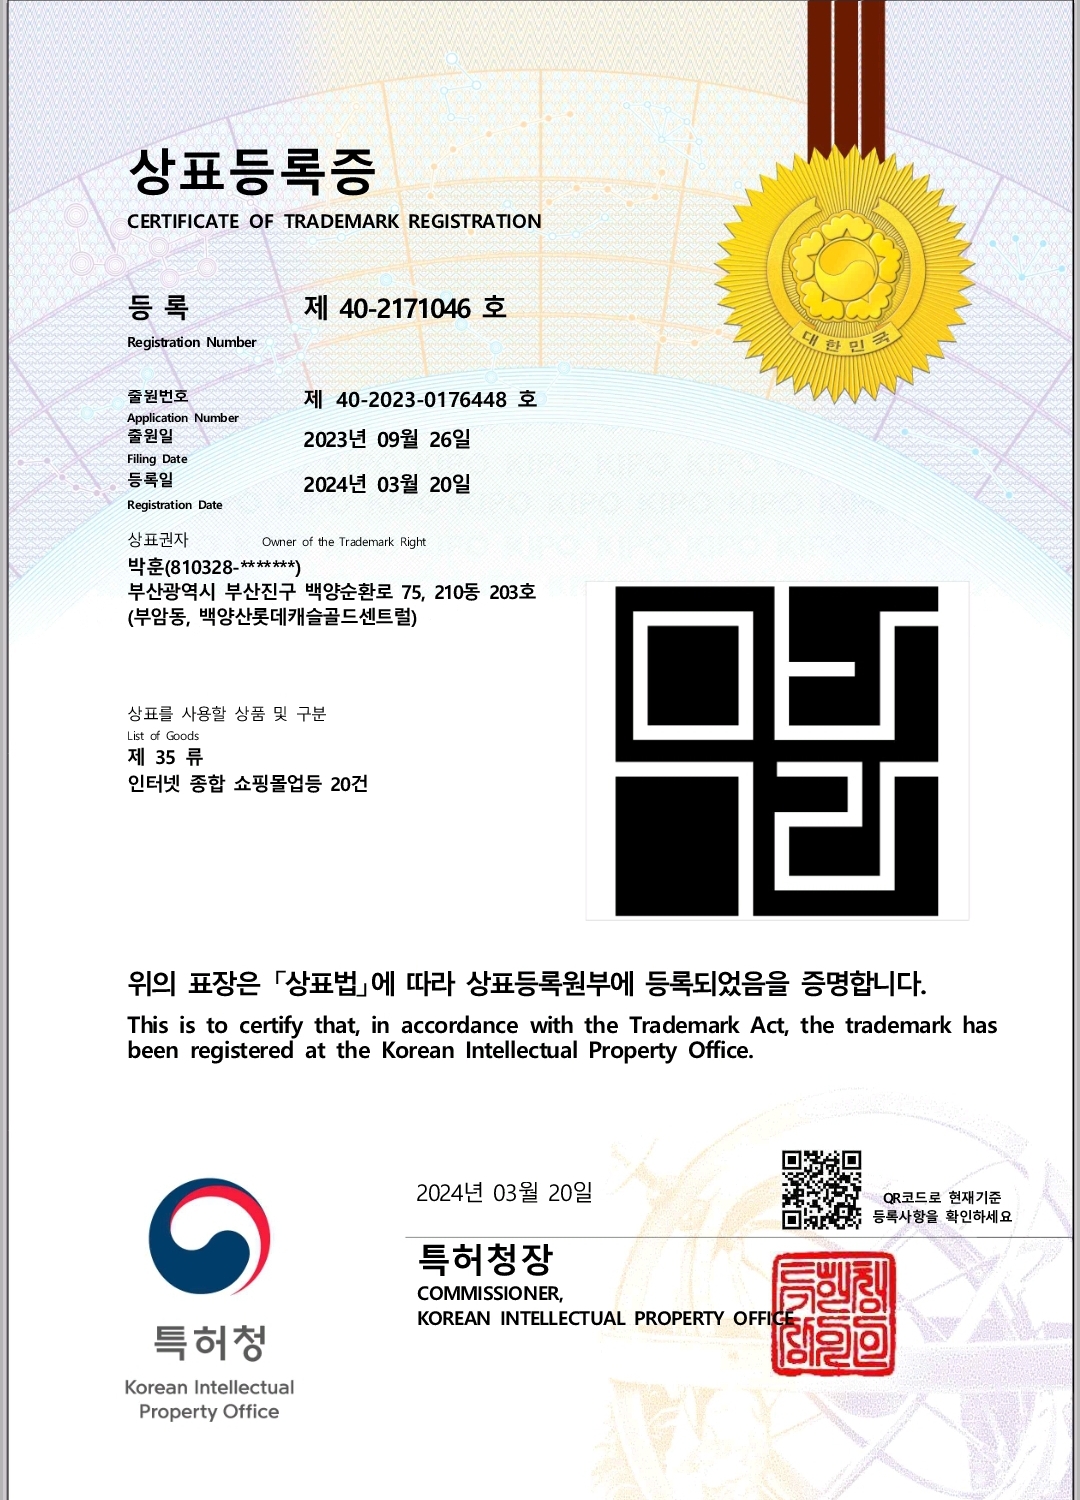 상표등록증
CERTIFICATE OF TRADEMARK REGISTRATION
대한민국
등록 제 40-2171046 호
Registration Number
출원번호 제 40-2023-0176448 호
Application Number
출원일 2023년 09월 26일
Filing Date
등록일 2024년 03월 20일
Registration Date
상표권자 Owner of the Trademark Right
박훈(810328-*******)
부산광역시 부산진구 백양순환로 75, 210동 203호
(부암동, 백양산롯데캐슬골드센트럴)
상표를 사용할 상품 및 구분
List of Goods
제 35 류
인터넷 종합 쇼핑몰업등 20건
위의 표장은 「상표법」에 따라 상표등록원부에 등록되었음을 증명합니다.
This is to certify that, in accordance with the Trademark Act, the trademark has
been registered at the Korean Intellectual Property Office.
2024년 03월 20일
QR코드로 현재기준
등록사항을 확인하세요
특허청장
COMMISSIONER,
KOREAN INTELLECTUAL PROPERTY OFFICE
특허청
Korean Intellectual
Property Office